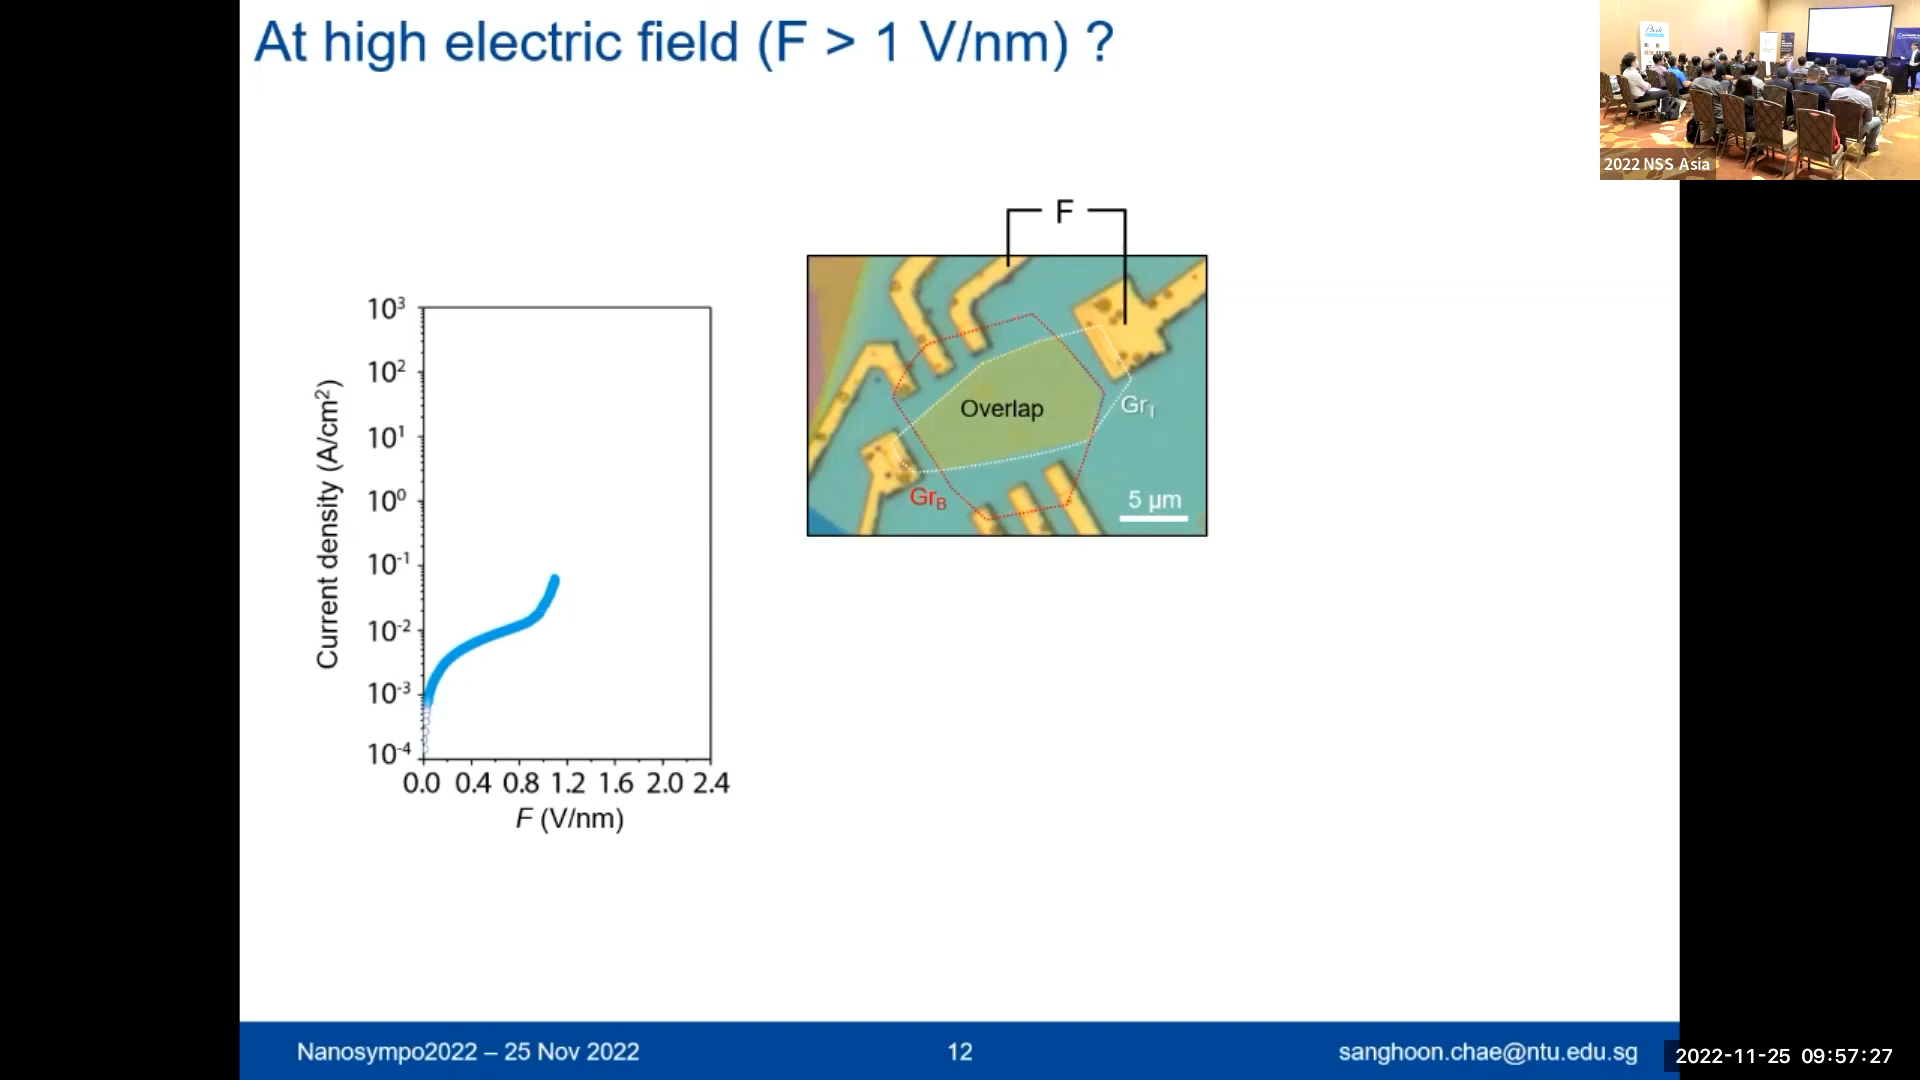 At high electric field (F > 1 V/nm) ?
2022 NSS Asia
F
Overlap
Gr_T
Gr_B
5 µm
10³
10²
10¹
10⁰
10⁻¹
10⁻²
10⁻³
10⁻⁴
Current density (A/cm²)
0.0 0.4 0.8 1.2 1.6 2.0 2.4
F (V/nm)
Nanosympo2022 – 25 Nov 2022
12
sanghoon.chae@ntu.edu.sg
2022-11-25 09:57:27